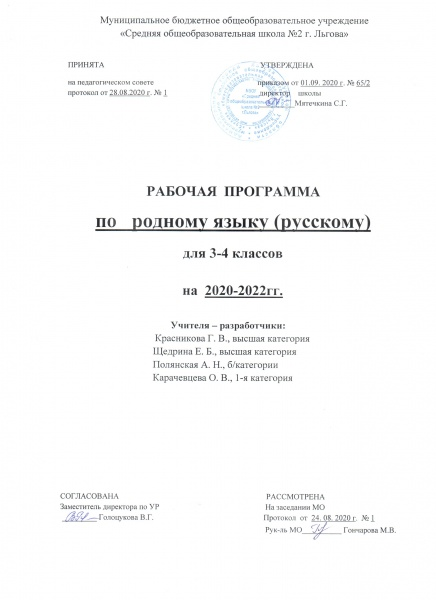 Муниципальное бюджетное общеобразовательное учреждение
«Средняя общеобразовательная школа №2 г. Льгова»
ПРИНЯТА УТВЕРЖДЕНА
на педагогическом совете приказом от 01.09. 2020 г. № 65/2
протокол от 28.08.2020 г. № 1 директор школы
Мятечкина С.Г.
РАБОЧАЯ ПРОГРАММА
по родному языку (русскому)
для 3-4 классов
на 2020-2022гг.
Учителя – разработчики:
Красникова Г. В., высшая категория
Щедрина Е. Б., высшая категория
Полянская А. Н., б/категории
Карачевцева О. В., 1-я категория
СОГЛАСОВАНА РАССМОТРЕНА
Заместитель директора по УР На заседании МО
Голощукова В.Г. Протокол от 24. 08. 2020 г. № 1
Рук-ль МО Гончарова М.В.